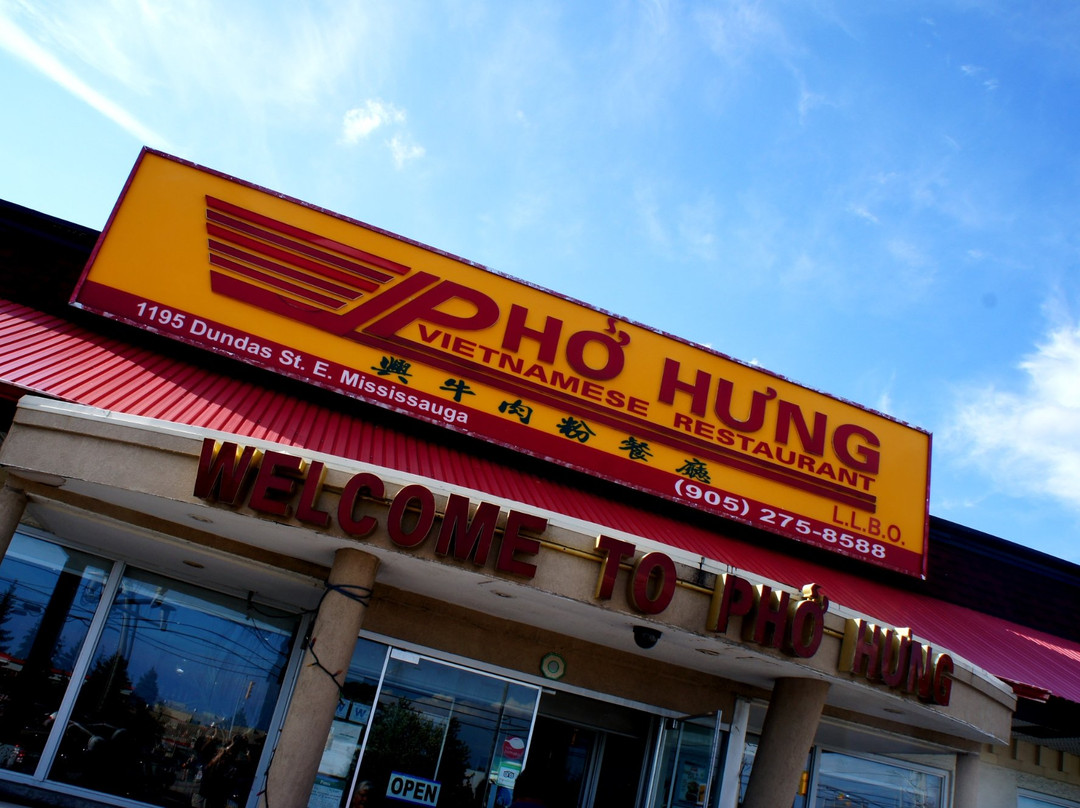 PHỞ HƯNG
VIETNAMESE RESTAURANT
興牛肉粉餐廳
L.L.B.O.
1195 Dundas St. E. Mississauga
(905) 275-8588
WELCOME TO PHỞ HƯNG
OPEN